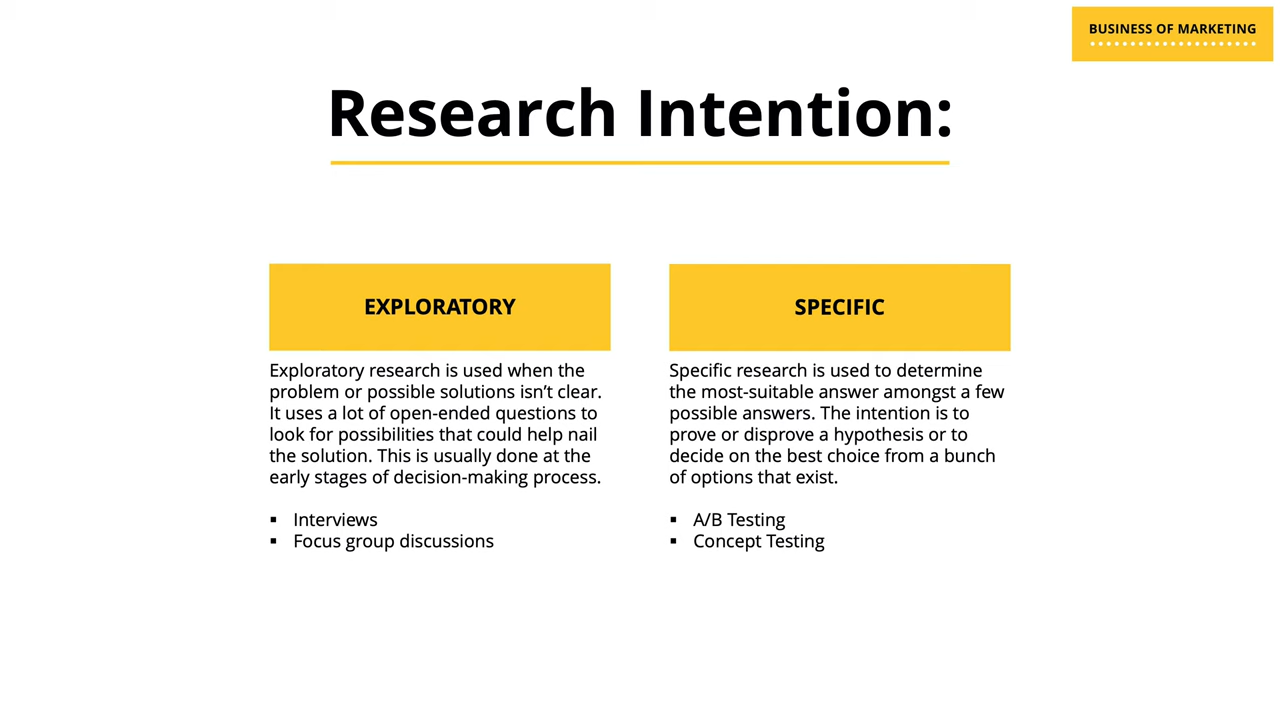 BUSINESS OF MARKETING
Research Intention:
EXPLORATORY
Exploratory research is used when the
problem or possible solutions isn’t clear.
It uses a lot of open-ended questions to
look for possibilities that could help nail
the solution. This is usually done at the
early stages of decision-making process.
▪ Interviews
▪ Focus group discussions
SPECIFIC
Specific research is used to determine
the most-suitable answer amongst a few
possible answers. The intention is to
prove or disprove a hypothesis or to
decide on the best choice from a bunch
of options that exist.
▪ A/B Testing
▪ Concept Testing